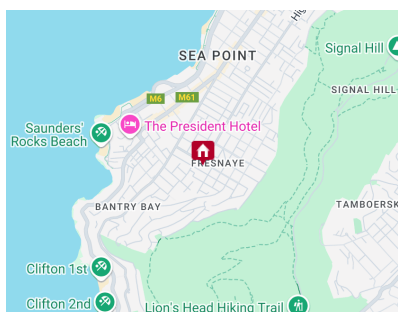 Hig
SEA POINT
Signal Hill
SIGNAL HILL
M6
M61
The President Hotel
Saunders'
Rocks Beach
FRESNAYE
BANTRY BAY
TAMBOERSK
Clifton 1st
Clifton 2nd
Lion's Head Hiking Trail